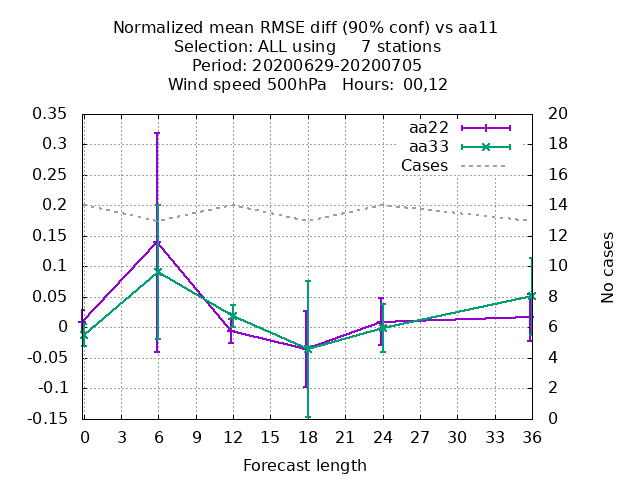 Normalized mean RMSE diff (90% conf) vs aa11
Selection: ALL using 7 stations
Period: 20200629-20200705
Wind speed 500hPa Hours: 00,12
aa22
aa33
Cases
0.35
0.3
0.25
0.2
0.15
0.1
0.05
0
-0.05
-0.1
-0.15
20
18
16
14
12
10
8
6
4
2
0
No cases
0 3 6 9 12 15 18 21 24 27 30 33 36
Forecast length